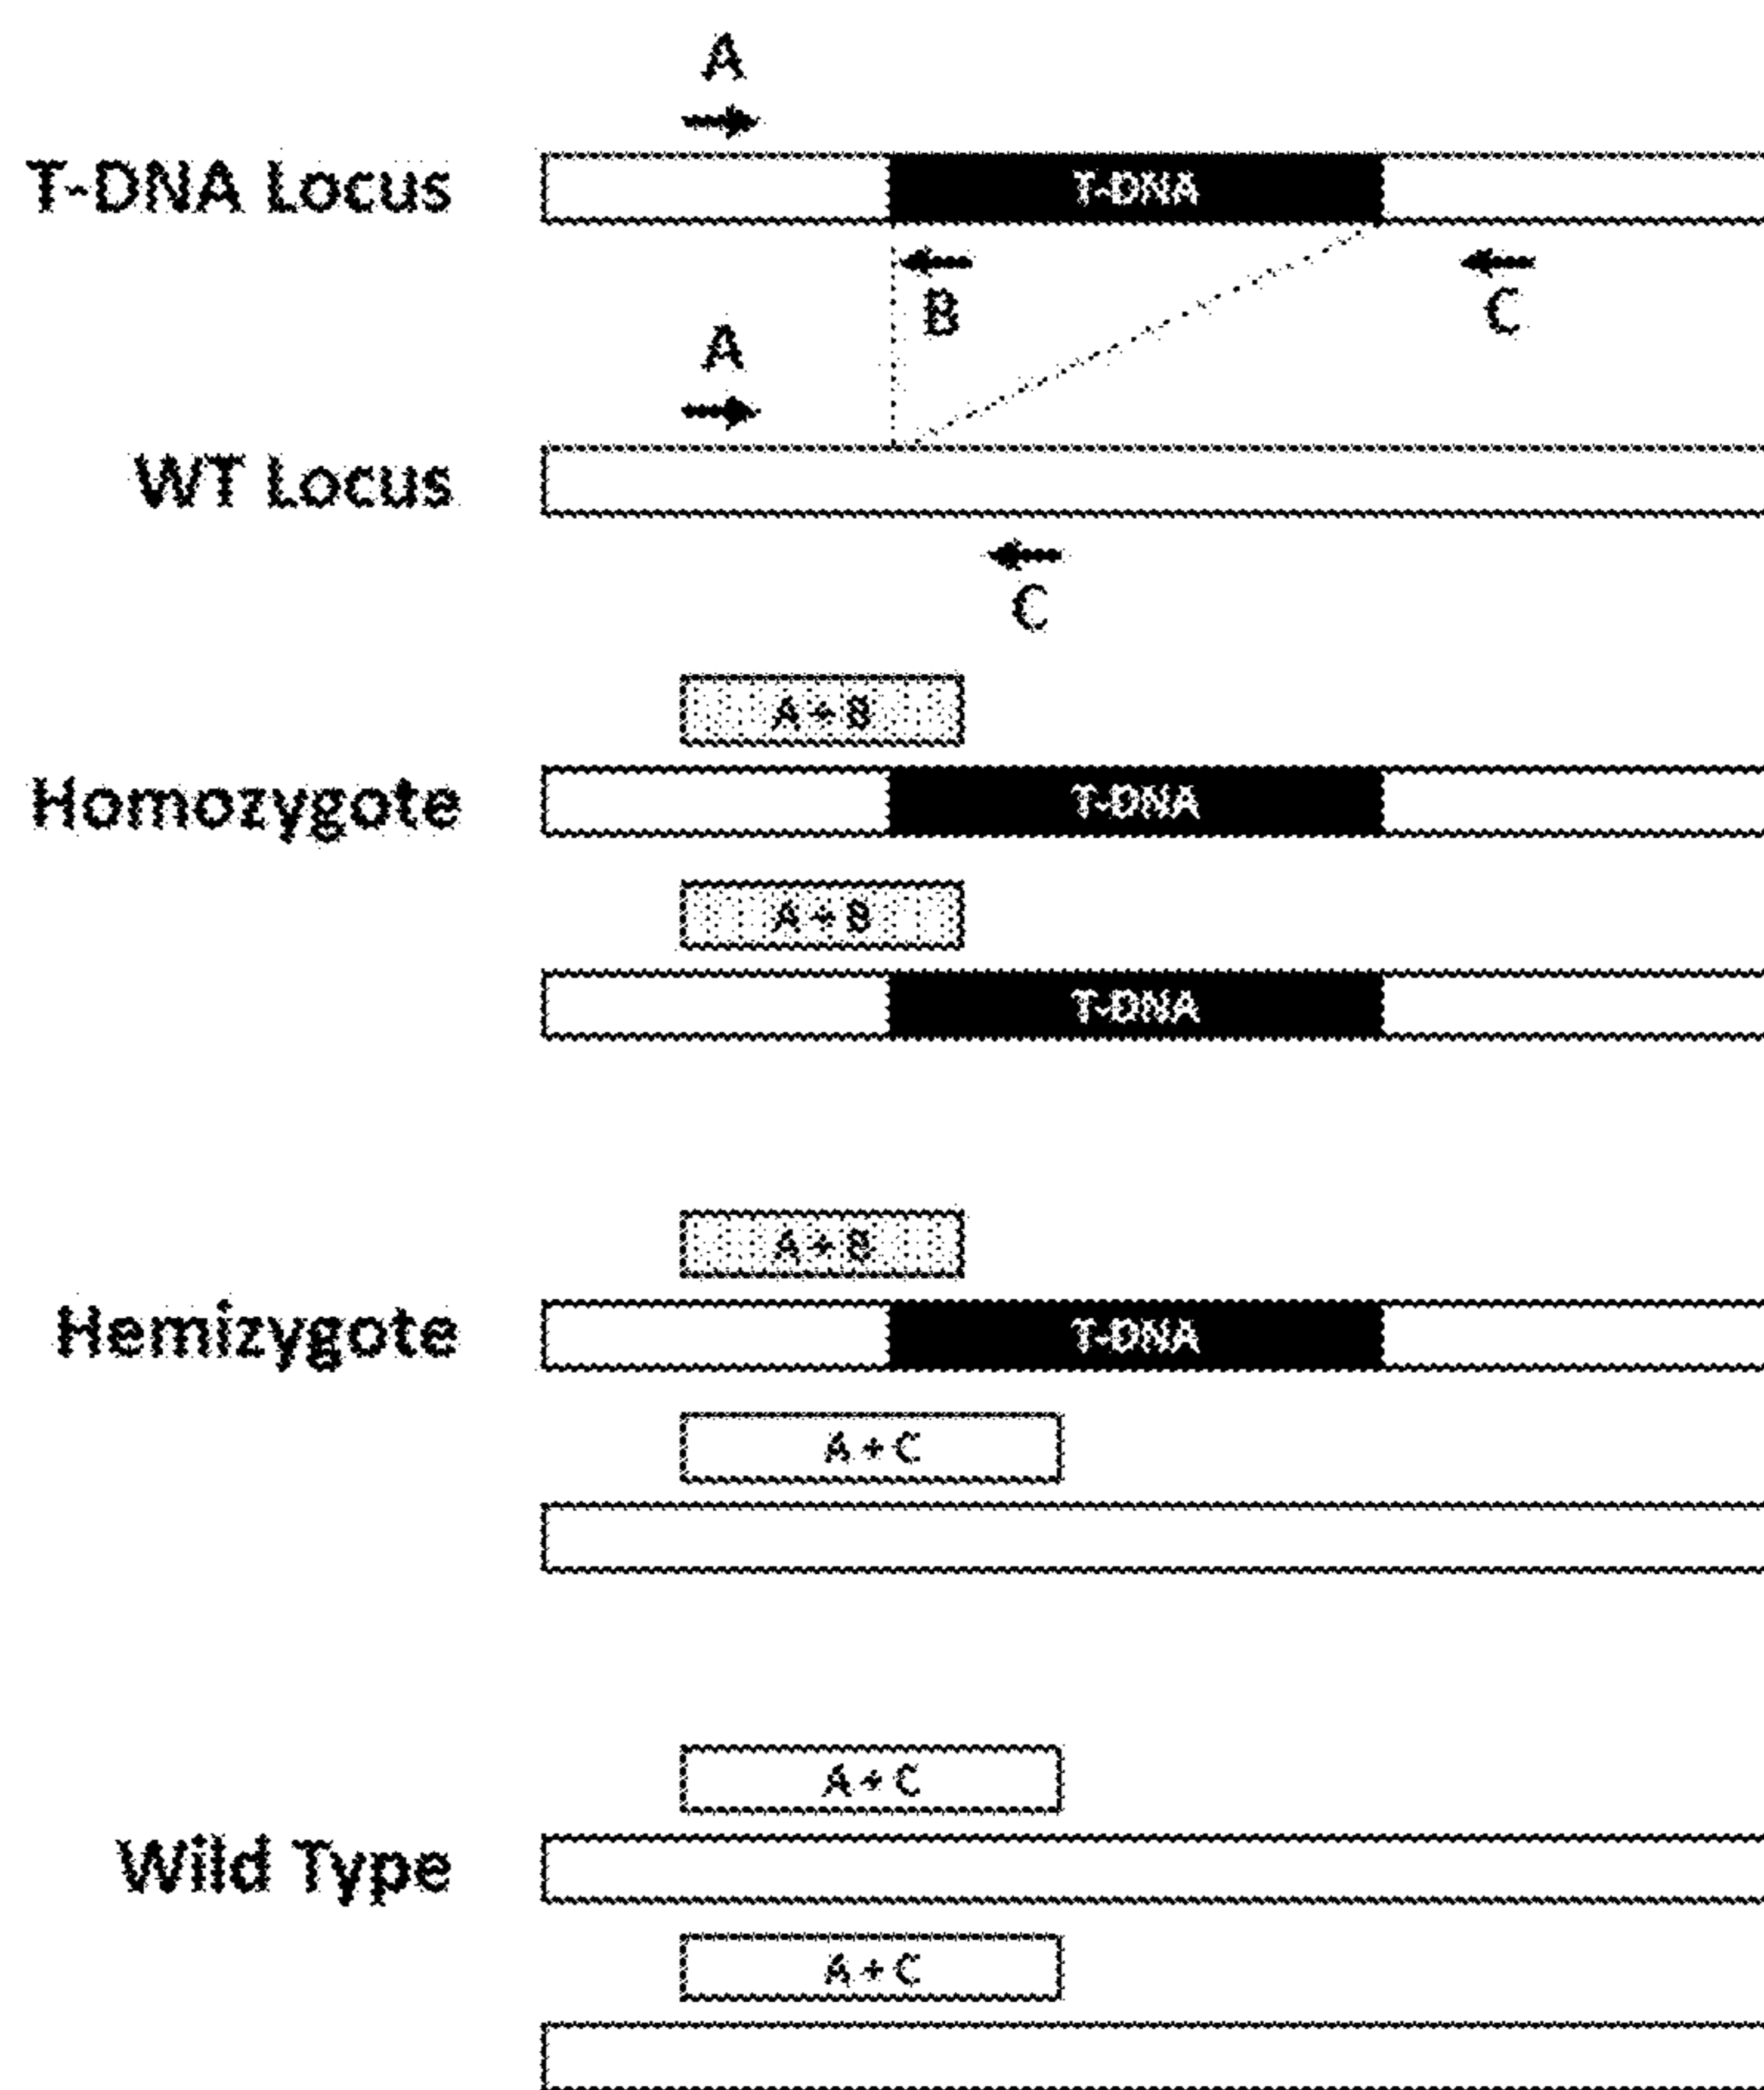 A
T-DNA Locus T-DNA
B C
A
WT Locus
C
A + B
Homozygote T-DNA
A + B
T-DNA
A + B
Hemizygote T-DNA
A + C
A + C
Wild Type
A + C